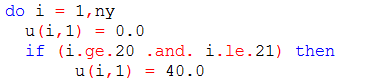 do i = 1,ny
u(i,1) = 0.0
if (i.ge.20 .and. i.le.21) then
u(i,1) = 40.0